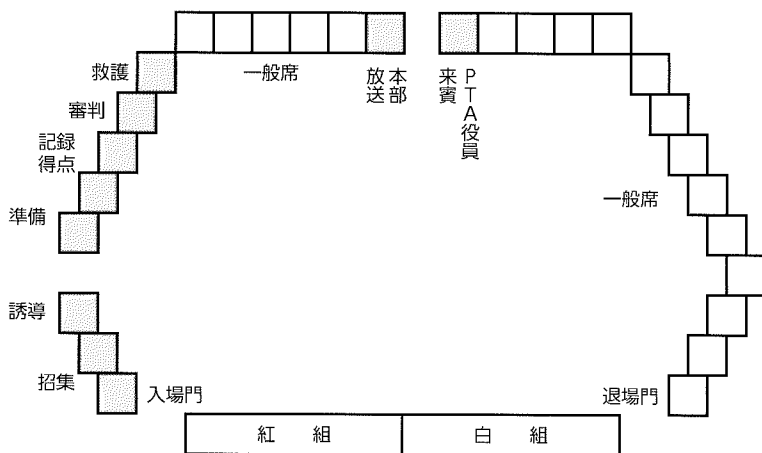 救護
一般席
放送
本部
来賓
PTA役員
審判
記録
得点
準備
一般席
誘導
招集
入場門
退場門
紅組
白組